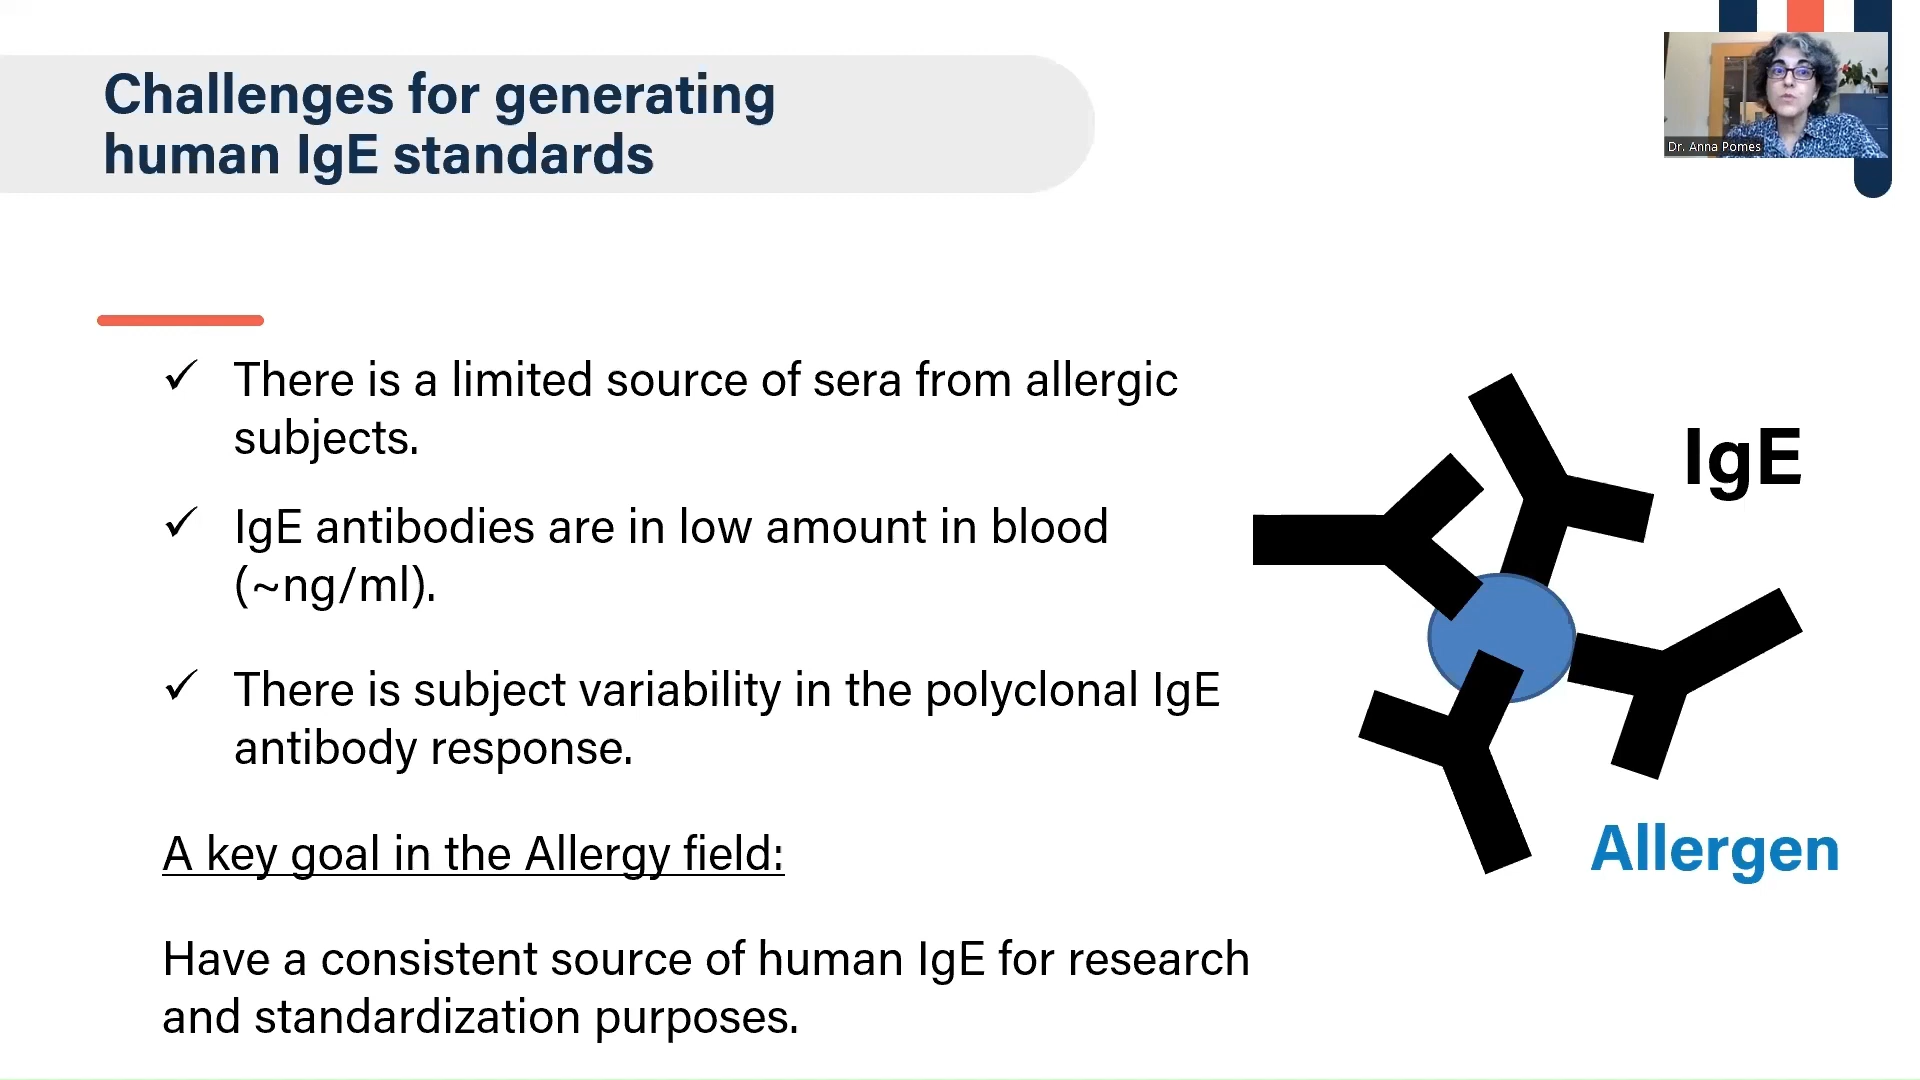 Challenges for generating
human IgE standards
Dr. Anna Pomes
✓ There is a limited source of sera from allergic
subjects.
✓ IgE antibodies are in low amount in blood
(~ng/ml).
✓ There is subject variability in the polyclonal IgE
antibody response.
A key goal in the Allergy field:
Have a consistent source of human IgE for research
and standardization purposes.
IgE
Allergen